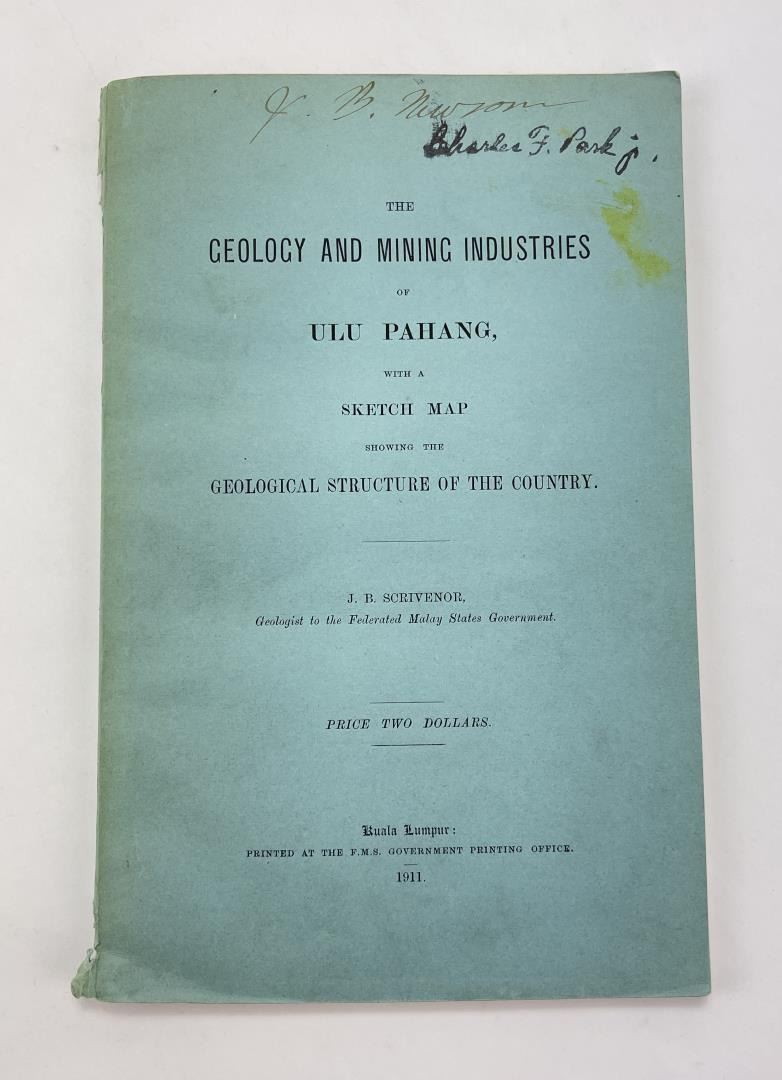 J. B. Newsom
Charles F. Park jr.
THE
GEOLOGY AND MINING INDUSTRIES
OF
ULU PAHANG,
WITH A
SKETCH MAP
SHOWING THE
GEOLOGICAL STRUCTURE OF THE COUNTRY.
J. B. SCRIVENOR,
Geologist to the Federated Malay States Government.
PRICE TWO DOLLARS.
Kuala Lumpur:
PRINTED AT THE F.M.S. GOVERNMENT PRINTING OFFICE.
1911.